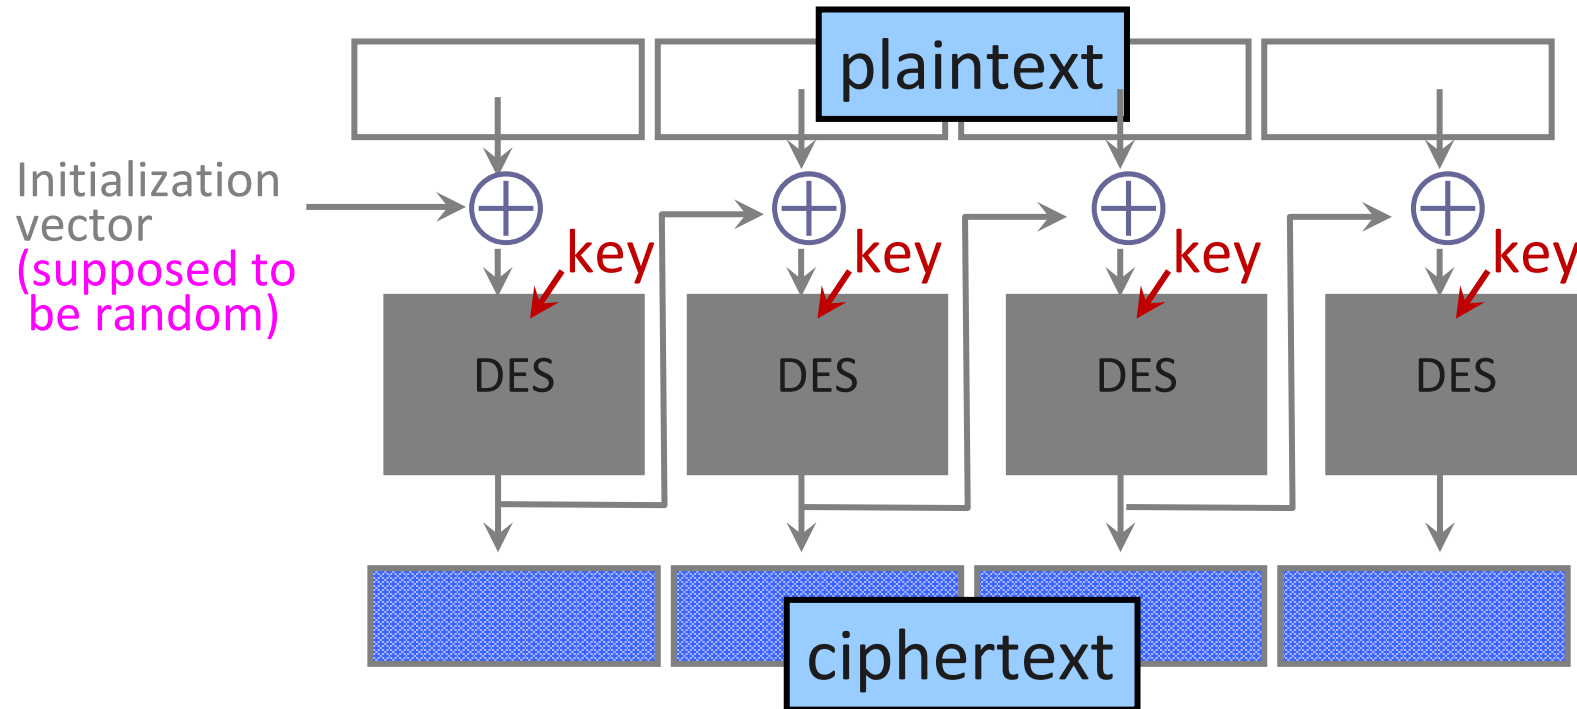 plaintext
Initialization
vector
(supposed to
be random)
key
key
key
key
DES
DES
DES
DES
ciphertext